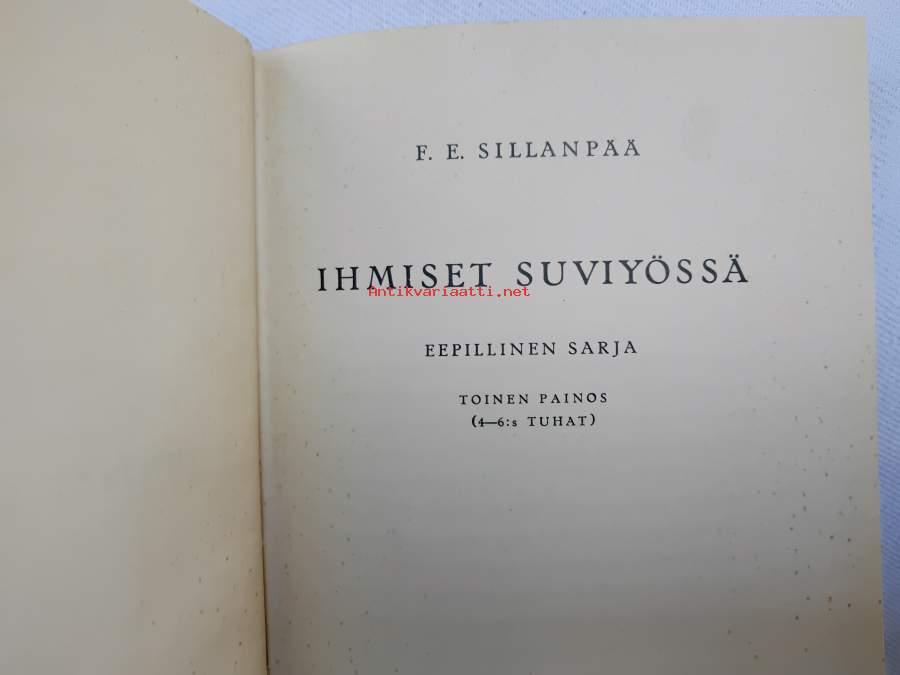 F. E. SILLANPÄÄ
IHMISET SUVIYÖSSÄ
Antikvariaatti.net
EEPILLINEN SARJA
TOINEN PAINOS
(4—6:s TUHAT)